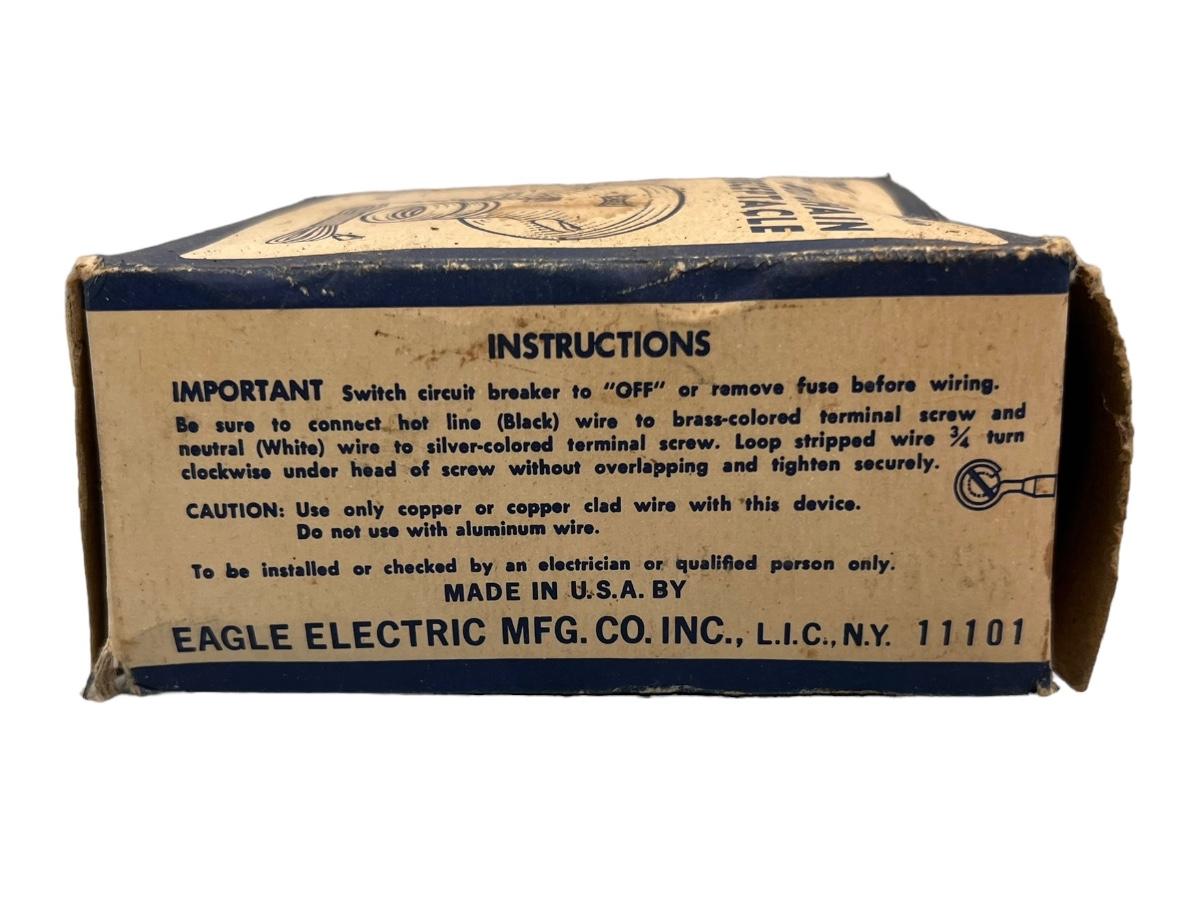 INSTRUCTIONS
IMPORTANT Switch circuit breaker to "OFF" or remove fuse before wiring.
Be sure to connect hot line (Black) wire to brass-colored terminal screw and
neutral (White) wire to silver-colored terminal screw. Loop stripped wire ¾ turn
clockwise under head of screw without overlapping and tighten securely.
CAUTION: Use only copper or copper clad wire with this device.
Do not use with aluminum wire.
To be installed or checked by an electrician or qualified person only.
MADE IN U.S.A. BY
EAGLE ELECTRIC MFG. CO. INC., L.I.C., N.Y. 11101